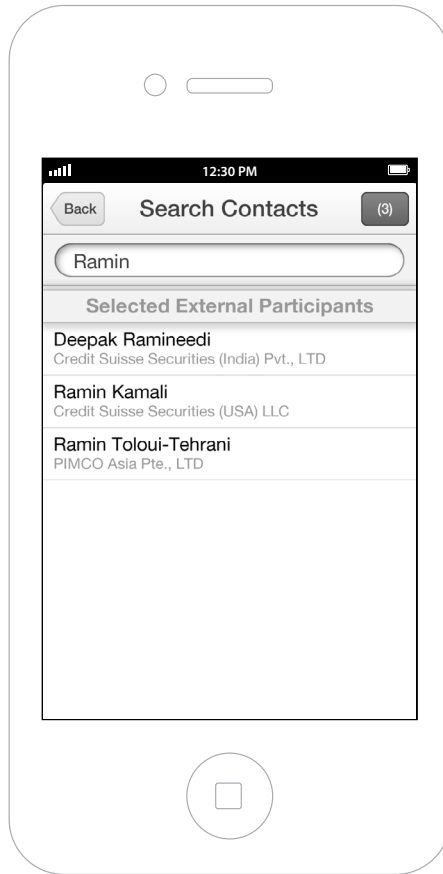 12:30 PM
Back Search Contacts (3)
Ramin
Selected External Participants
Deepak Ramineedi
Credit Suisse Securities (India) Pvt., LTD
Ramin Kamali
Credit Suisse Securities (USA) LLC
Ramin Toloui-Tehrani
PIMCO Asia Pte., LTD